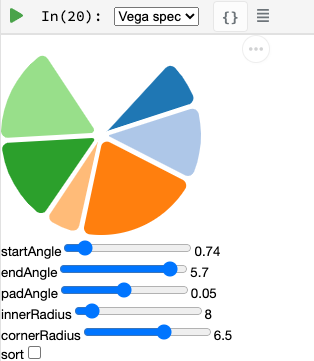 In(20): Vega spec {}
startAngle 0.74
endAngle 5.7
padAngle 0.05
innerRadius 8
cornerRadius 6.5
sort